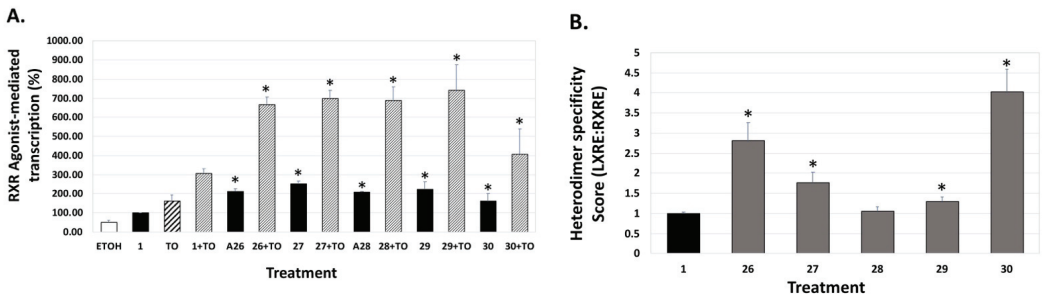 A.
RXR Agonist-mediated
transcription (%)
1000.00
900.00
800.00
700.00
600.00
500.00
400.00
300.00
200.00
100.00
0.00
* * * * * * * * * *
ETOH 1 TO 1+TO A26 26+TO 27 27+TO A28 28+TO 29 29+TO 30 30+TO
Treatment
B.
Heterodimer specificity
Score (LXRE:RXRE)
5
4.5
4
3.5
3
2.5
2
1.5
1
0.5
0
* * * *
1 26 27 28 29 30
Treatment